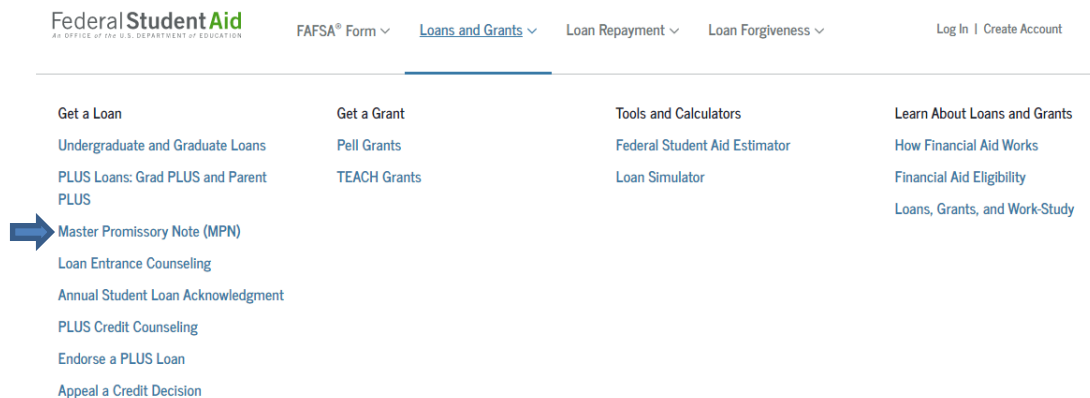 Federal Student Aid
An OFFICE of the U.S. DEPARTMENT of EDUCATION
FAFSA® Form
Loans and Grants
Loan Repayment
Loan Forgiveness
Log In | Create Account
Get a Loan
Undergraduate and Graduate Loans
PLUS Loans: Grad PLUS and Parent
PLUS
Master Promissory Note (MPN)
Loan Entrance Counseling
Annual Student Loan Acknowledgment
PLUS Credit Counseling
Endorse a PLUS Loan
Appeal a Credit Decision
Get a Grant
Pell Grants
TEACH Grants
Tools and Calculators
Federal Student Aid Estimator
Loan Simulator
Learn About Loans and Grants
How Financial Aid Works
Financial Aid Eligibility
Loans, Grants, and Work-Study